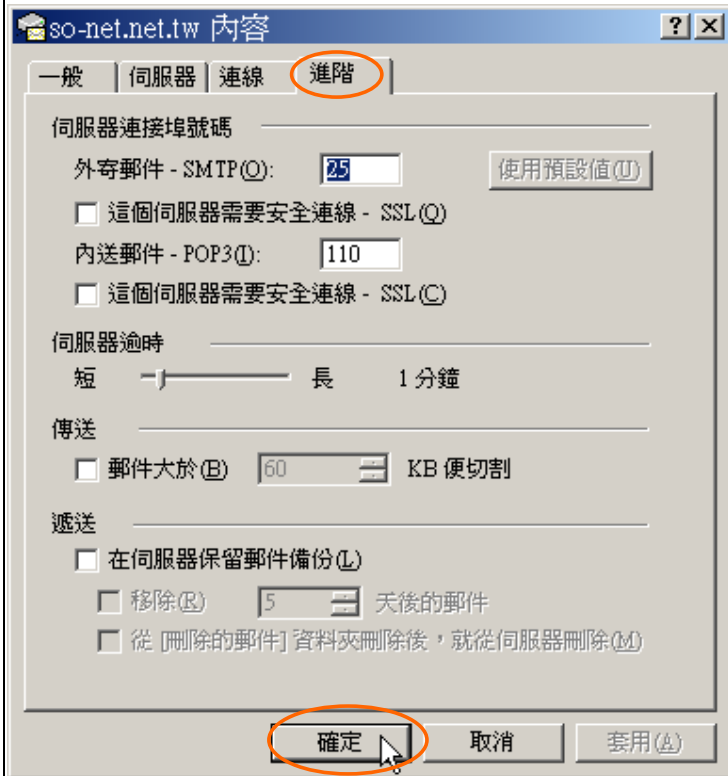 so-net.net.tw 內容
一般 伺服器 連線 進階
伺服器連接埠號碼
外寄郵件 - SMTP(O): 25 使用預設值(U)
這個伺服器需要安全連線 - SSL(Q)
內送郵件 - POP3(I): 110
這個伺服器需要安全連線 - SSL(C)
伺服器逾時
短 長 1 分鐘
傳送
郵件大於(B) 60 KB 便切割
遞送
在伺服器保留郵件備份(L)
移除(R) 5 天後的郵件
從 [刪除的郵件] 資料夾刪除後，就從伺服器刪除(M)
確定 取消 套用(A)